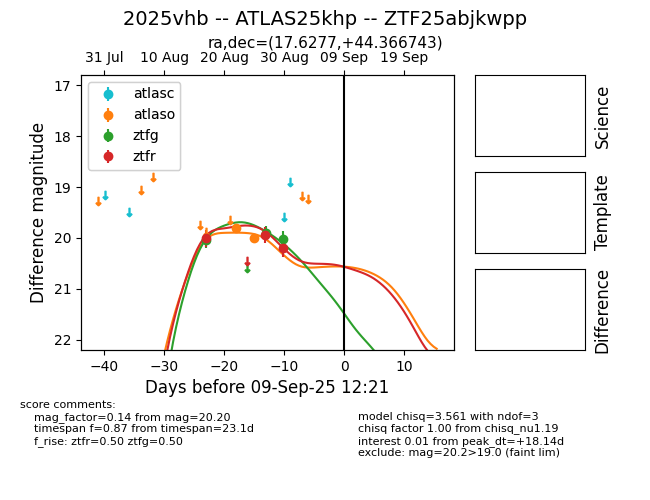 2025vhb -- ATLAS25khp -- ZTF25abjkwpp
ra,dec=(17.6277,+44.366743)
31 Jul 10 Aug 20 Aug 30 Aug 09 Sep 19 Sep
atlasc
atlaso
ztfg
ztfr
17
18
19
20
21
22
Difference magnitude
−40 −30 −20 −10 0 10
Days before 09-Sep-25 12:21
Science
Template
Difference
score comments:
mag_factor=0.14 from mag=20.20
timespan f=0.87 from timespan=23.1d
f_rise: ztfr=0.50 ztfg=0.50
model chisq=3.561 with ndof=3
chisq factor 1.00 from chisq_nu1.19
interest 0.01 from peak_dt=+18.14d
exclude: mag=20.2>19.0 (faint lim)